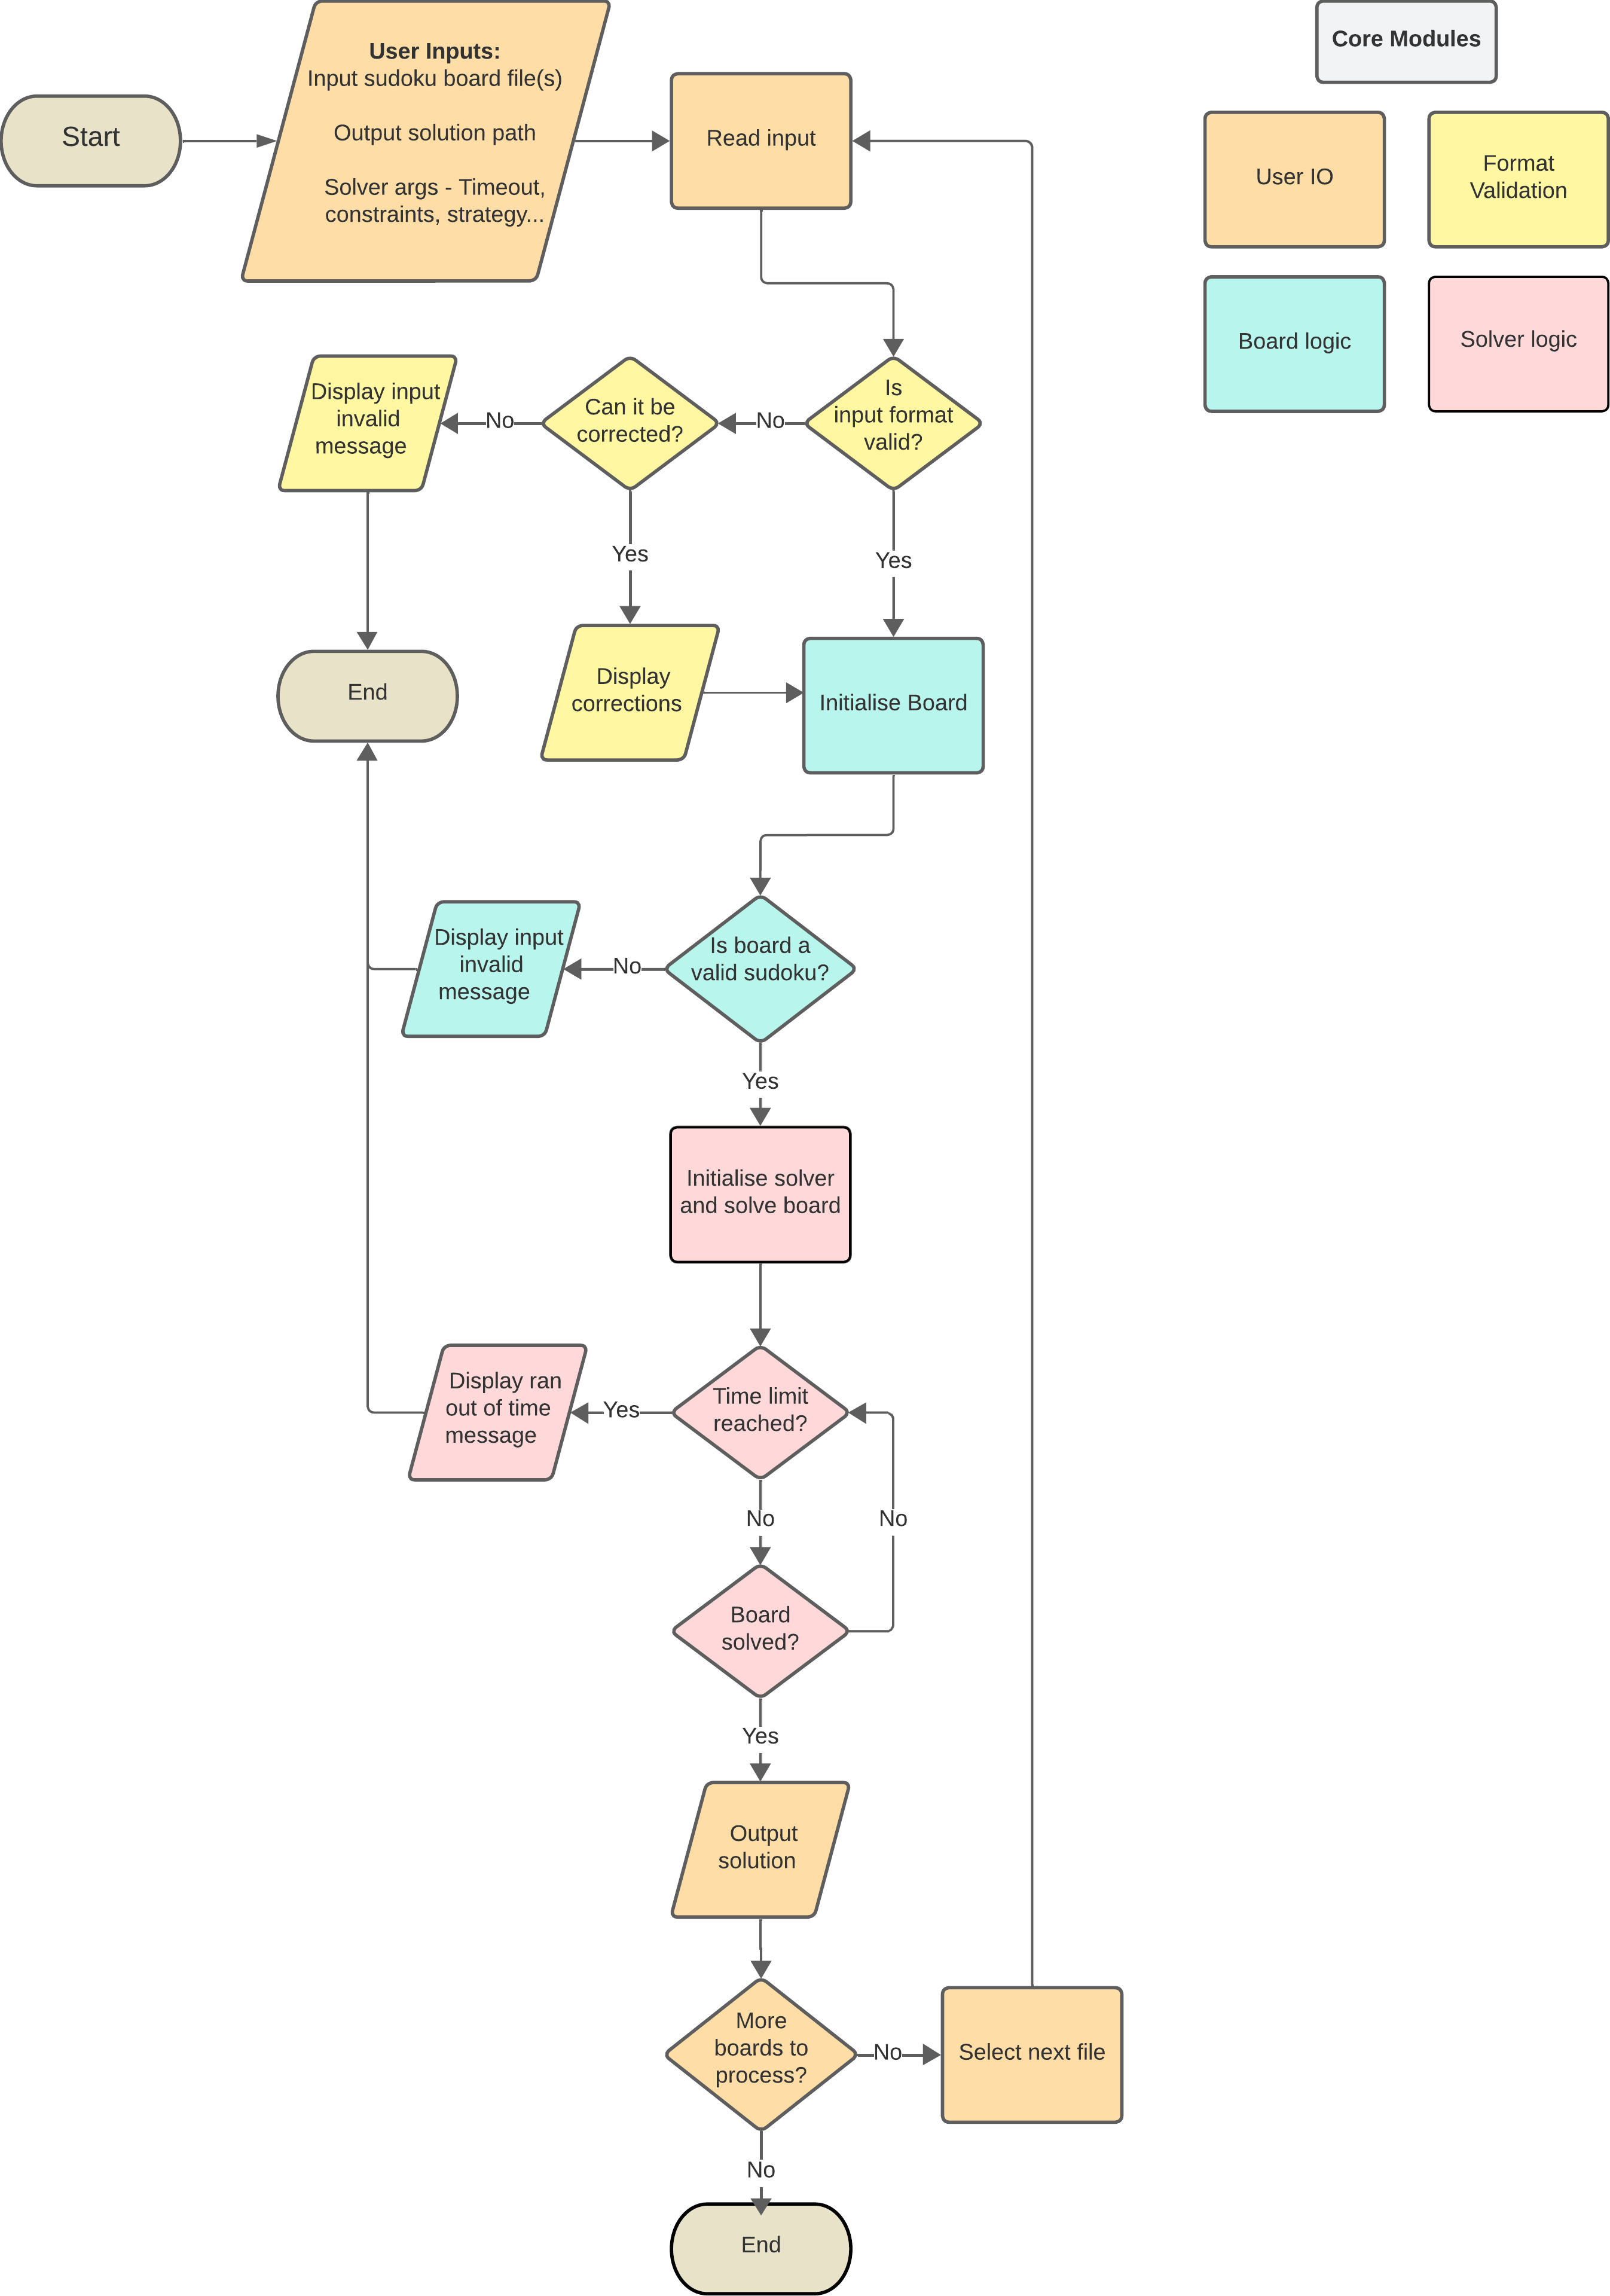 Core Modules
User Inputs:
Input sudoku board file(s)
Output solution path
Solver args - Timeout,
constraints, strategy...
Start
Read input
User IO
Format
Validation
Board logic
Solver logic
Display input
invalid
message
No
Can it be
corrected?
No
Is
input format
valid?
Yes
Yes
End
Display
corrections
Initialise Board
Display input
invalid
message
No
Is board a
valid sudoku?
Yes
Initialise solver
and solve board
Display ran
out of time
message
Yes
Time limit
reached?
No
No
Board
solved?
Yes
Output
solution
More
boards to
process?
No
Select next file
No
End